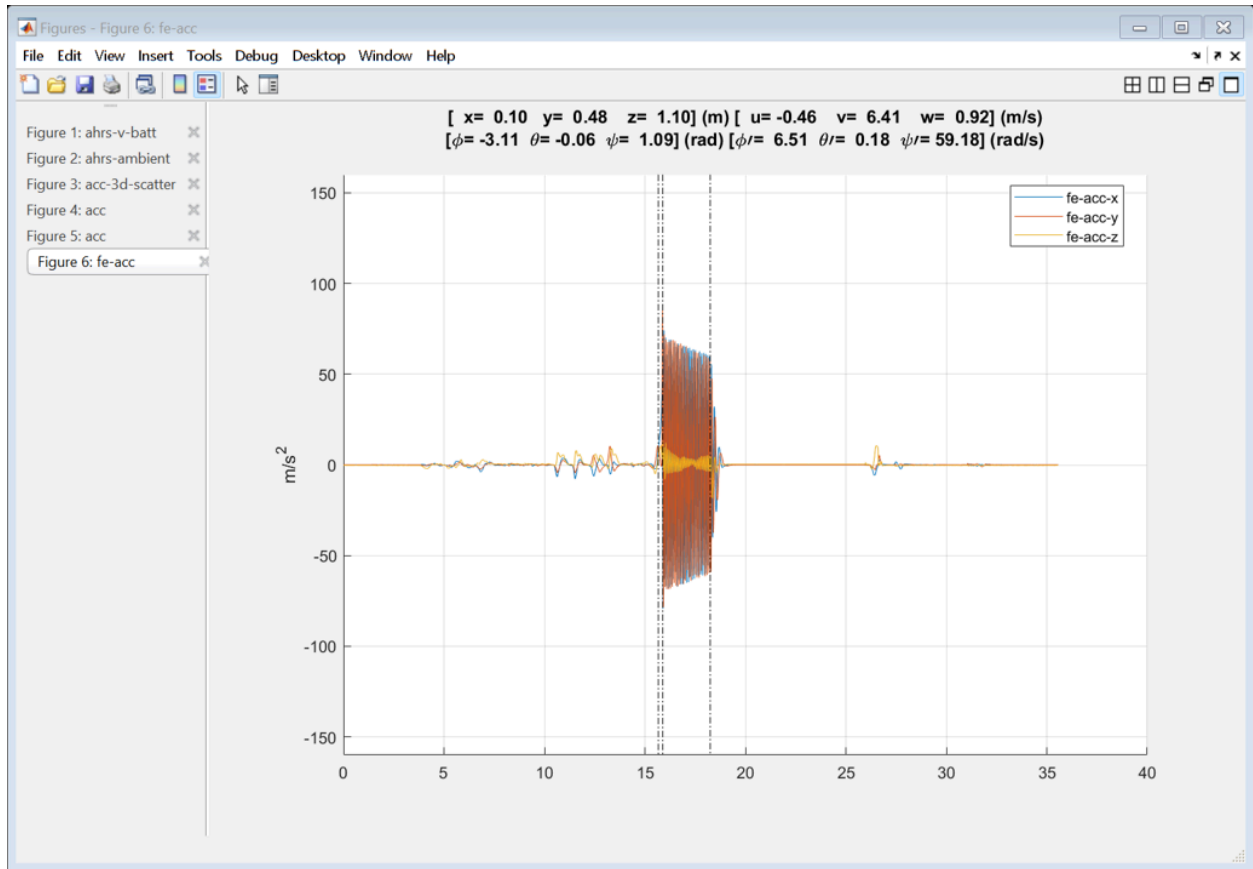 Figures - Figure 6: fe-acc
File Edit View Insert Tools Debug Desktop Window Help
Figure 1: ahrs-v-batt
Figure 2: ahrs-ambient
Figure 3: acc-3d-scatter
Figure 4: acc
Figure 5: acc
Figure 6: fe-acc
[ x= 0.10 y= 0.48 z= 1.10] (m) [ u= -0.46 v= 6.41 w= 0.92] (m/s)
[ϕ= -3.11 θ= -0.06 ψ= 1.09] (rad) [ϕ′= 6.51 θ′= 0.18 ψ′= 59.18] (rad/s)
fe-acc-x
fe-acc-y
fe-acc-z
150
100
50
0
-50
-100
-150
m/s²
0 5 10 15 20 25 30 35 40